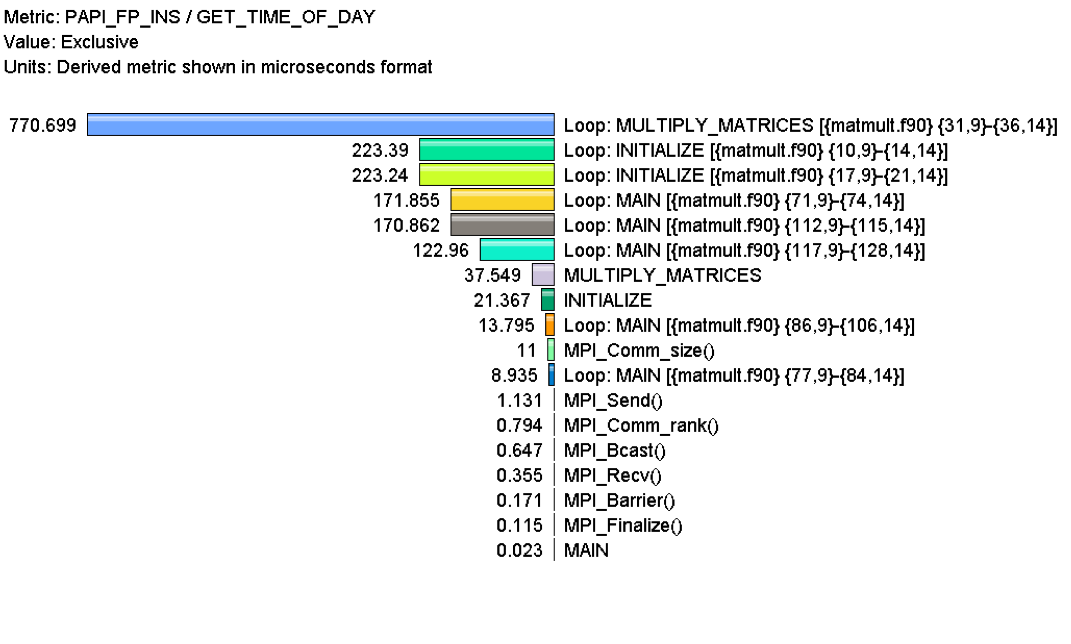 Metric: PAPI_FP_INS / GET_TIME_OF_DAY
Value: Exclusive
Units: Derived metric shown in microseconds format
770.699 Loop: MULTIPLY_MATRICES [{matmult.f90} {31,9}-{36,14}]
223.39 Loop: INITIALIZE [{matmult.f90} {10,9}-{14,14}]
223.24 Loop: INITIALIZE [{matmult.f90} {17,9}-{21,14}]
171.855 Loop: MAIN [{matmult.f90} {71,9}-{74,14}]
170.862 Loop: MAIN [{matmult.f90} {112,9}-{115,14}]
122.96 Loop: MAIN [{matmult.f90} {117,9}-{128,14}]
37.549 MULTIPLY_MATRICES
21.367 INITIALIZE
13.795 Loop: MAIN [{matmult.f90} {86,9}-{106,14}]
11 MPI_Comm_size()
8.935 Loop: MAIN [{matmult.f90} {77,9}-{84,14}]
1.131 MPI_Send()
0.794 MPI_Comm_rank()
0.647 MPI_Bcast()
0.355 MPI_Recv()
0.171 MPI_Barrier()
0.115 MPI_Finalize()
0.023 MAIN